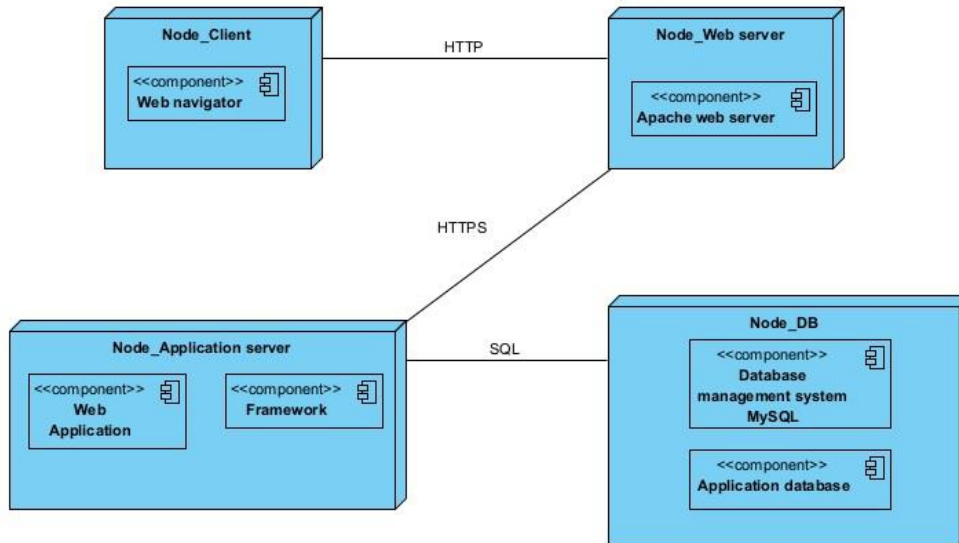 Node_Client
<<component>>
Web navigator
HTTP
Node_Web server
<<component>>
Apache web server
HTTPS
Node_Application server
<<component>>
Web
Application
<<component>>
Framework
SQL
Node_DB
<<component>>
Database
management system
MySQL
<<component>>
Application database